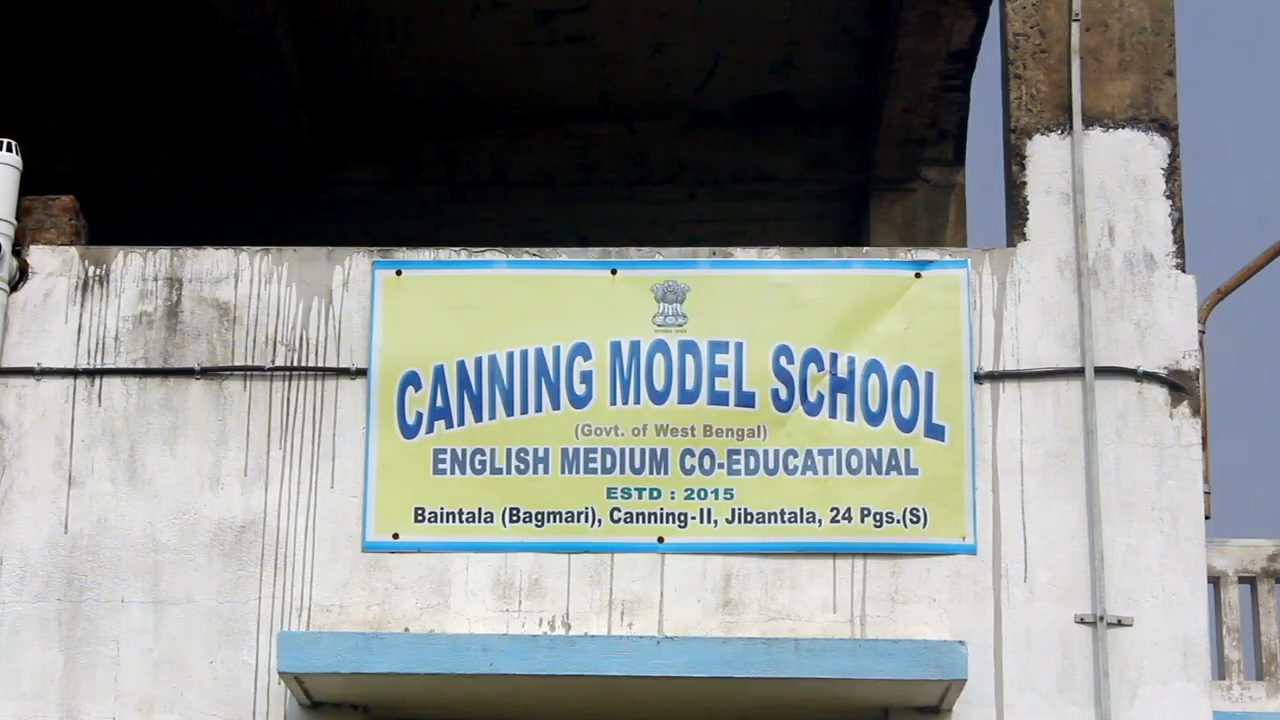 CANNING MODEL SCHOOL
(Govt. of West Bengal)
ENGLISH MEDIUM CO-EDUCATIONAL
ESTD : 2015
Baintala (Bagmari), Canning-II, Jibantala, 24 Pgs.(S)